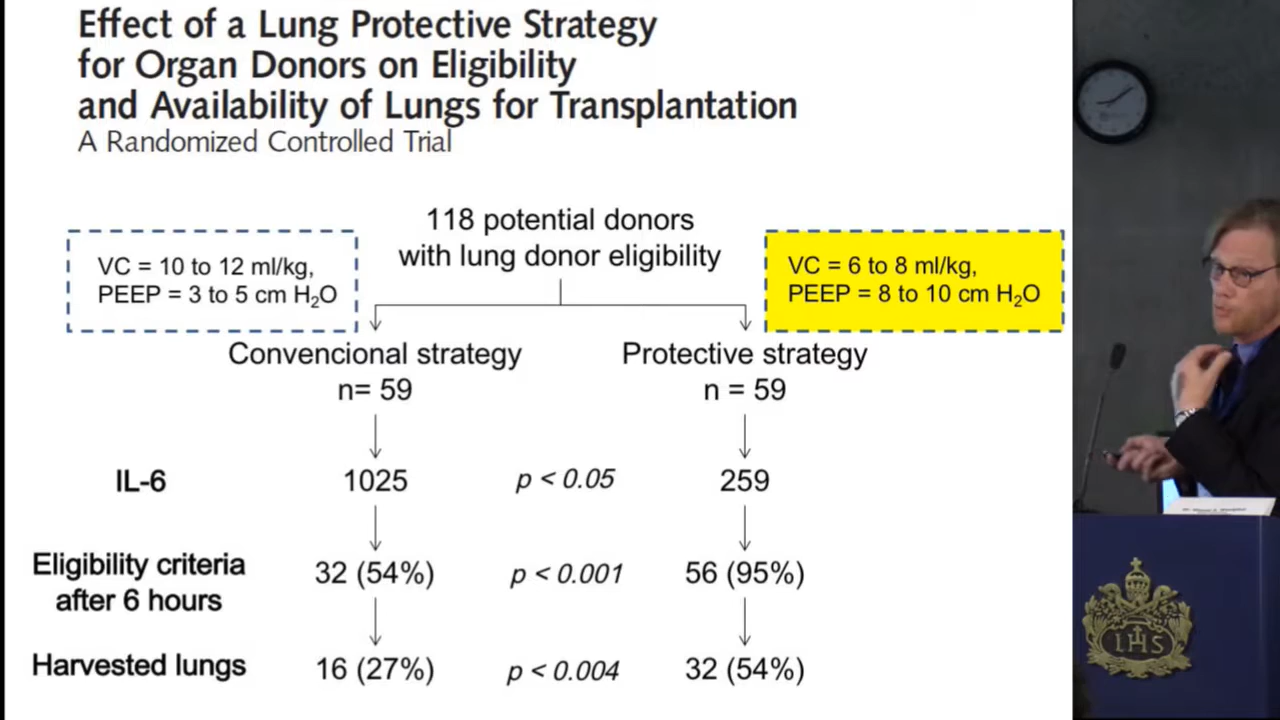 Effect of a Lung Protective Strategy
for Organ Donors on Eligibility
and Availability of Lungs for Transplantation
A Randomized Controlled Trial
118 potential donors
with lung donor eligibility
VC = 10 to 12 ml/kg,
PEEP = 3 to 5 cm H₂O
VC = 6 to 8 ml/kg,
PEEP = 8 to 10 cm H₂O
Convencional strategy
n= 59
Protective strategy
n = 59
IL-6 1025 p < 0.05 259
Eligibility criteria
after 6 hours
32 (54%) p < 0.001 56 (95%)
Harvested lungs 16 (27%) p < 0.004 32 (54%)
IHS